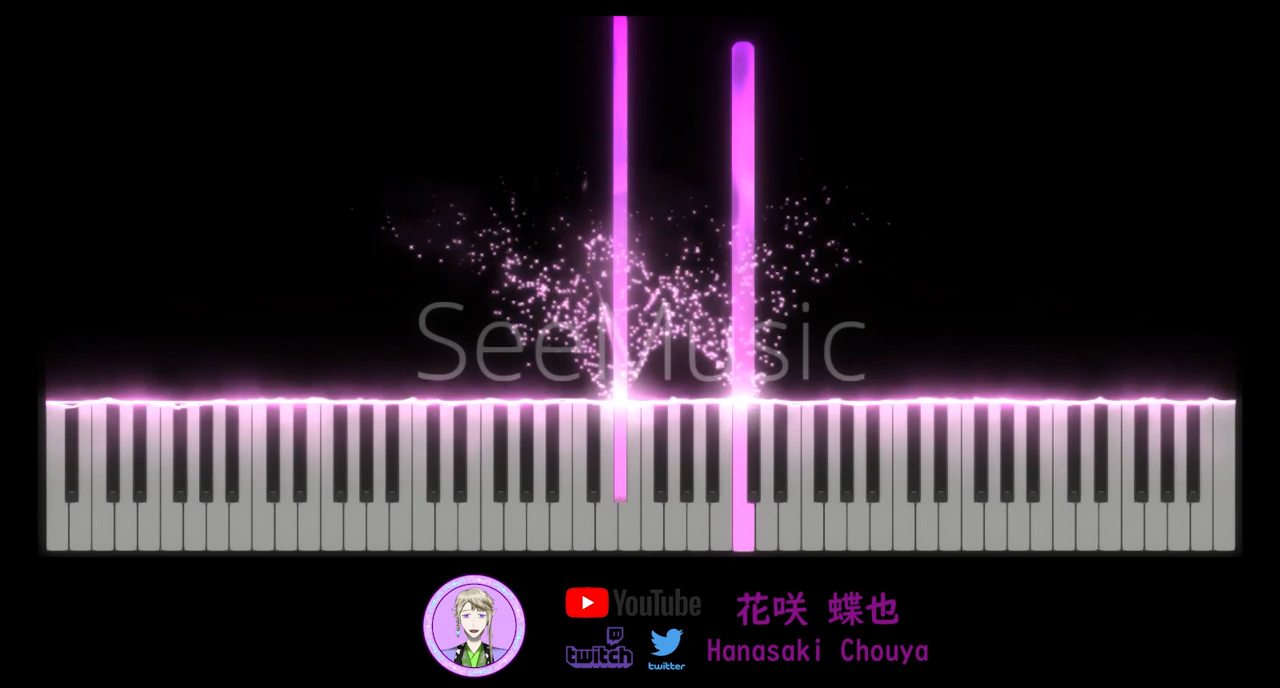 SeeMusic
YouTube
花咲 蝶也
twitch
twitter
Hanasaki Chouya